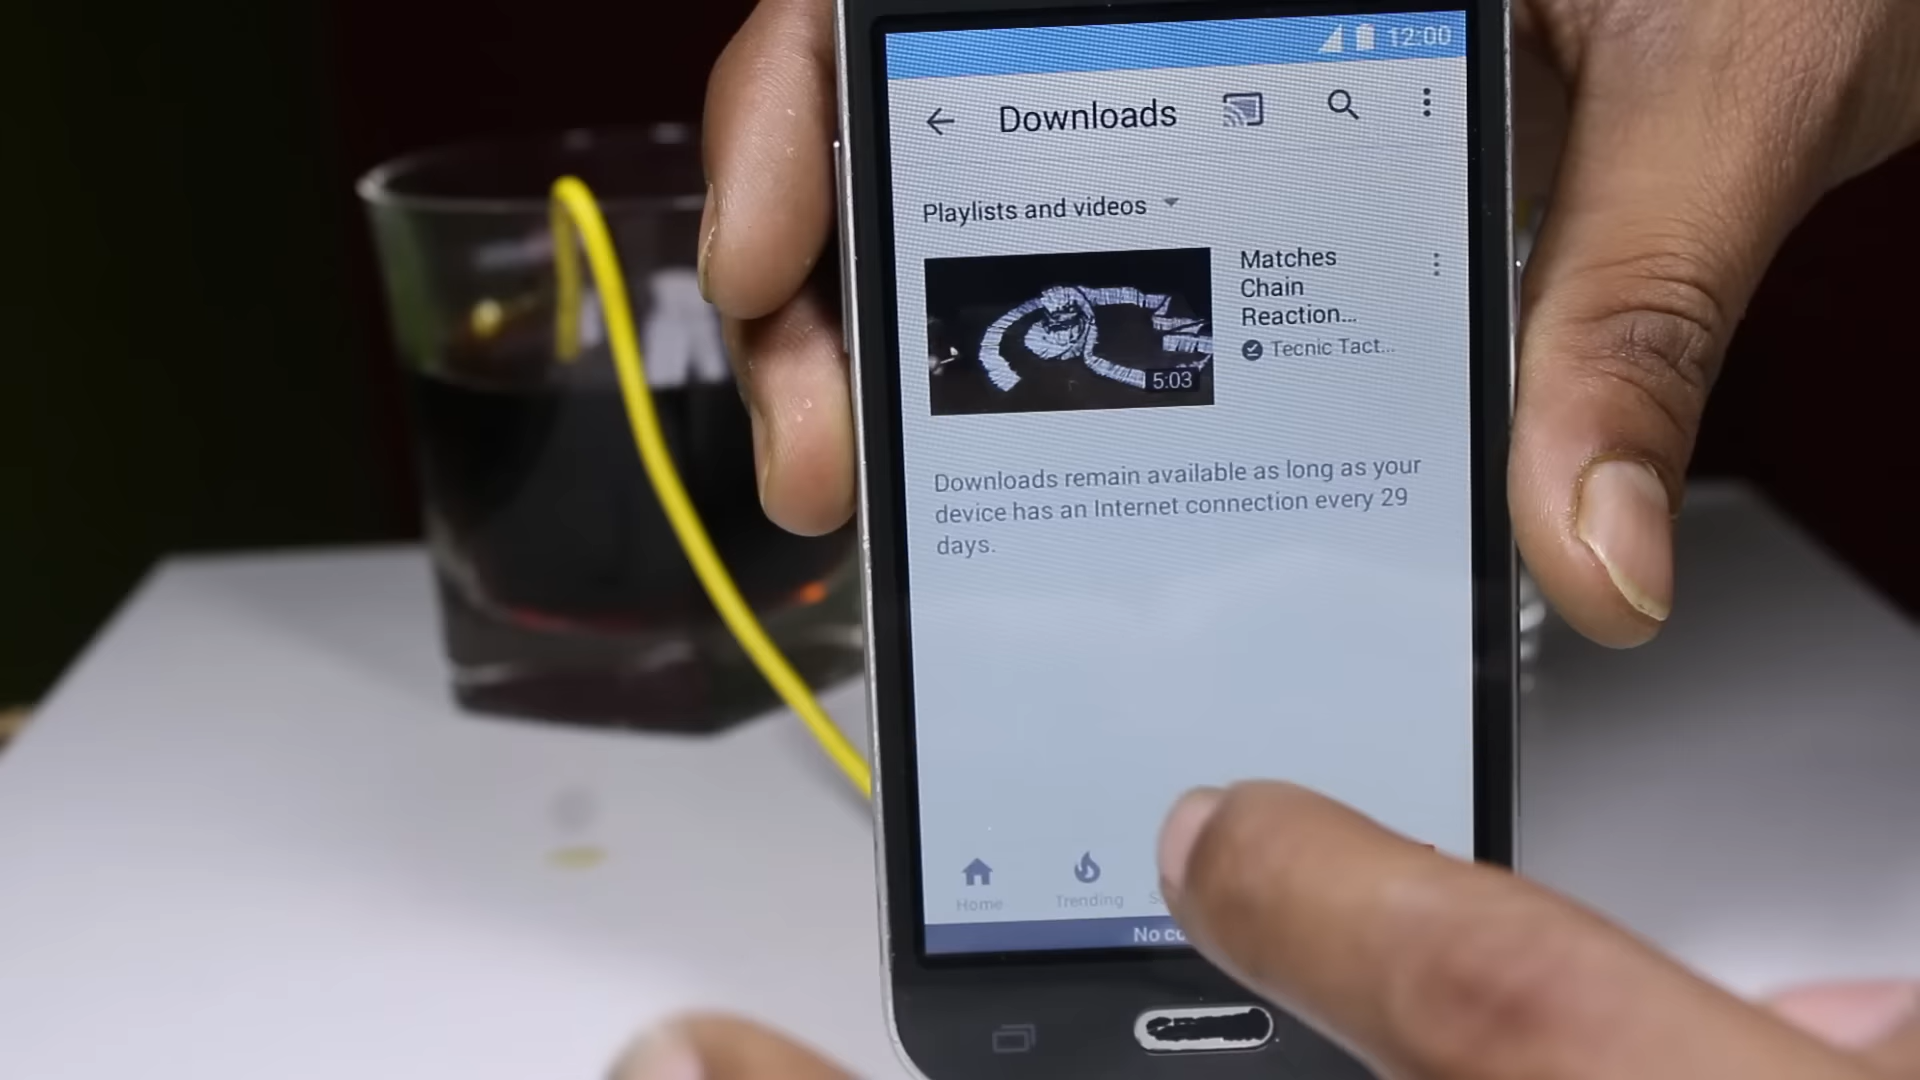 12:00
Downloads
Playlists and videos
Matches
Chain
Reaction...
Tecnic Tact...
5:03
Downloads remain available as long as your
device has an Internet connection every 29
days.
Home
Trending
No